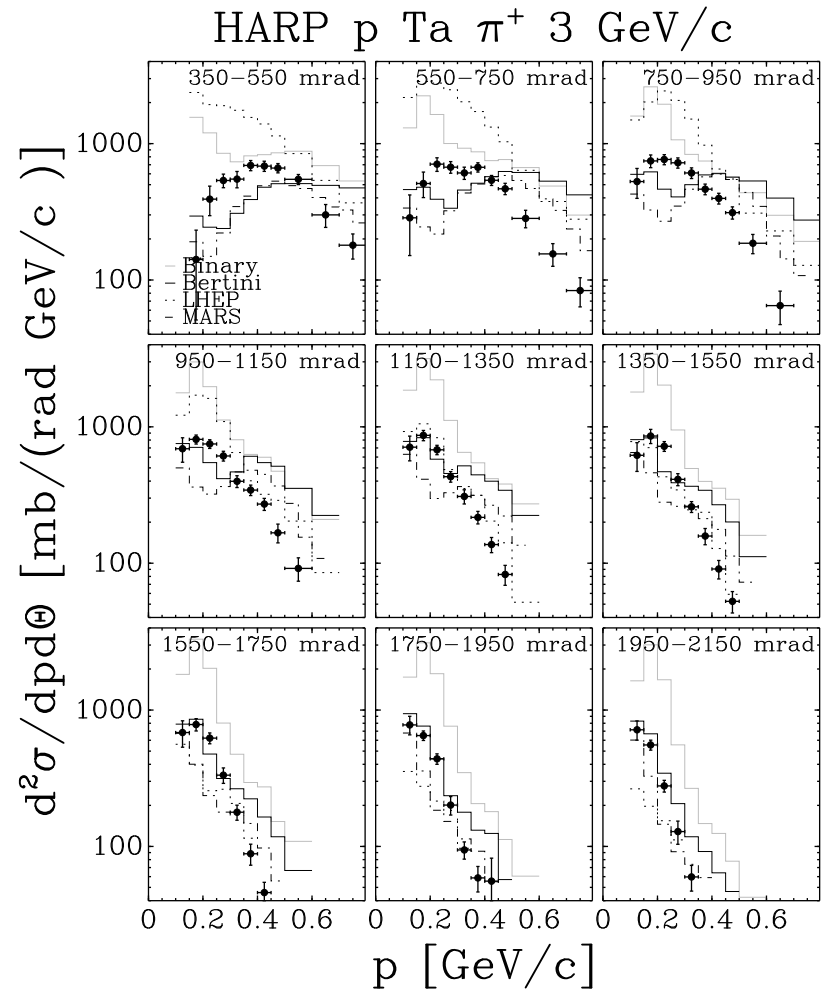 HARP p Ta π⁺ 3 GeV/c
d²σ/dpdΘ [mb/(rad GeV/c )]
350−550 mrad
550−750 mrad
750−950 mrad
1000
100
Binary
Bertini
LHEP
MARS
950−1150 mrad
1150−1350 mrad
1350−1550 mrad
1000
100
1550−1750 mrad
1750−1950 mrad
1950−2150 mrad
1000
100
0 0.2 0.4 0.6 0 0.2 0.4 0.6 0 0.2 0.4 0.6
p [GeV/c]